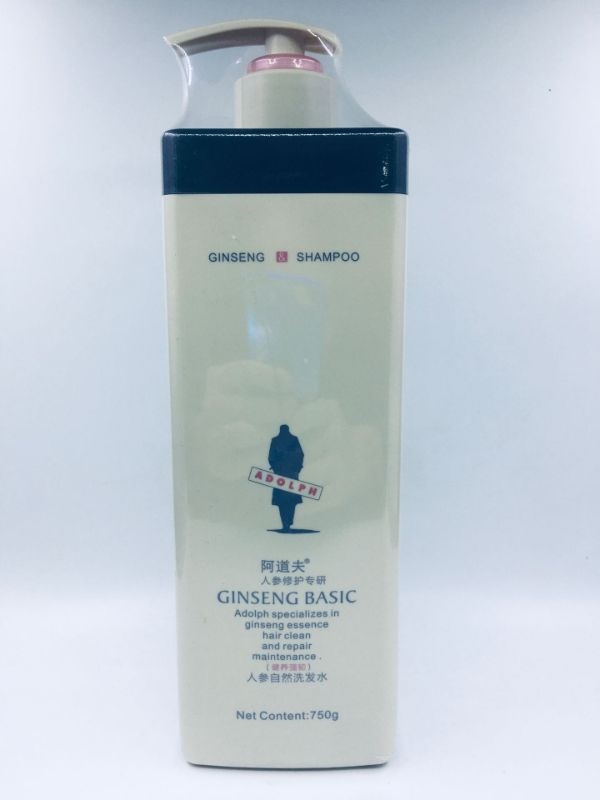 GINSENG & SHAMPOO
ADOLPH
阿道夫®
人参修护专研
GINSENG BASIC
Adolph specializes in
ginseng essence
hair clean
and repair
maintenance .
(健养强韧)
人参自然洗发水
Net Content:750g